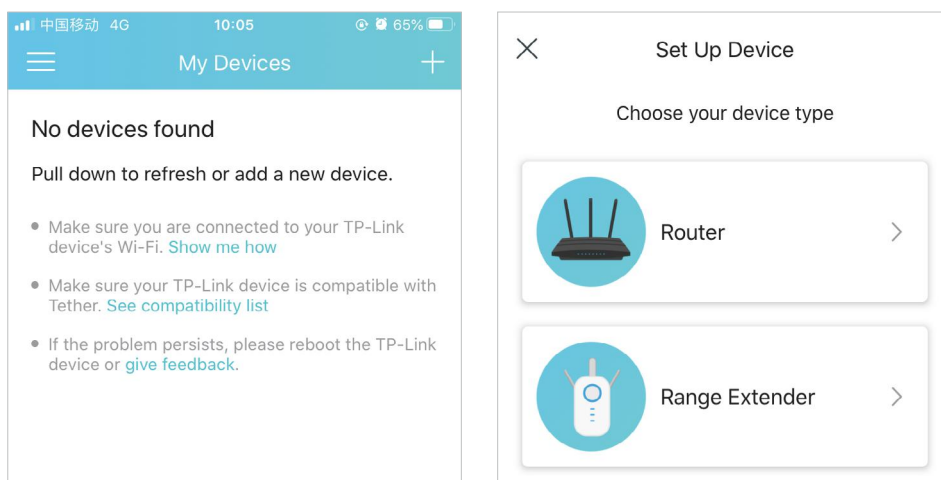 中国移动 4G 10:05 65%
My Devices
No devices found
Pull down to refresh or add a new device.
Make sure you are connected to your TP-Link
device's Wi-Fi. Show me how
Make sure your TP-Link device is compatible with
Tether. See compatibility list
If the problem persists, please reboot the TP-Link
device or give feedback.
Set Up Device
Choose your device type
Router
Range Extender